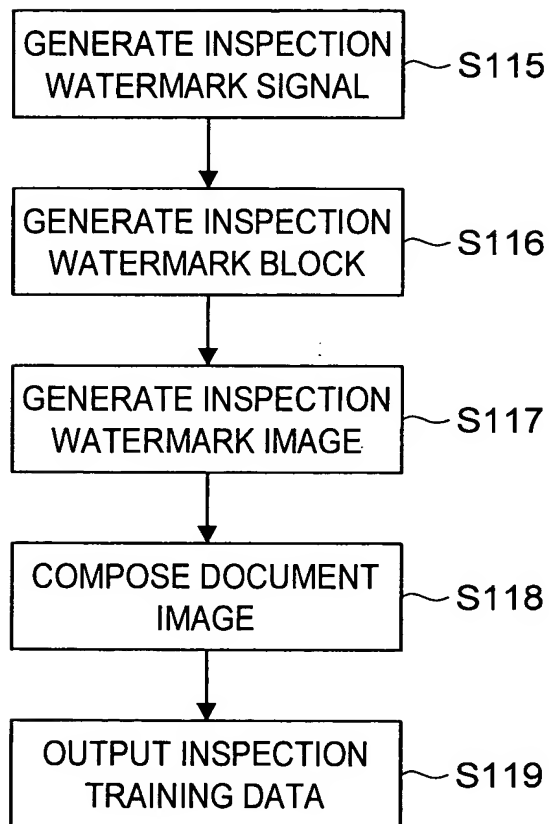 GENERATE INSPECTION
WATERMARK SIGNAL
S115
GENERATE INSPECTION
WATERMARK BLOCK
S116
GENERATE INSPECTION
WATERMARK IMAGE
S117
COMPOSE DOCUMENT
IMAGE
S118
OUTPUT INSPECTION
TRAINING DATA
S119